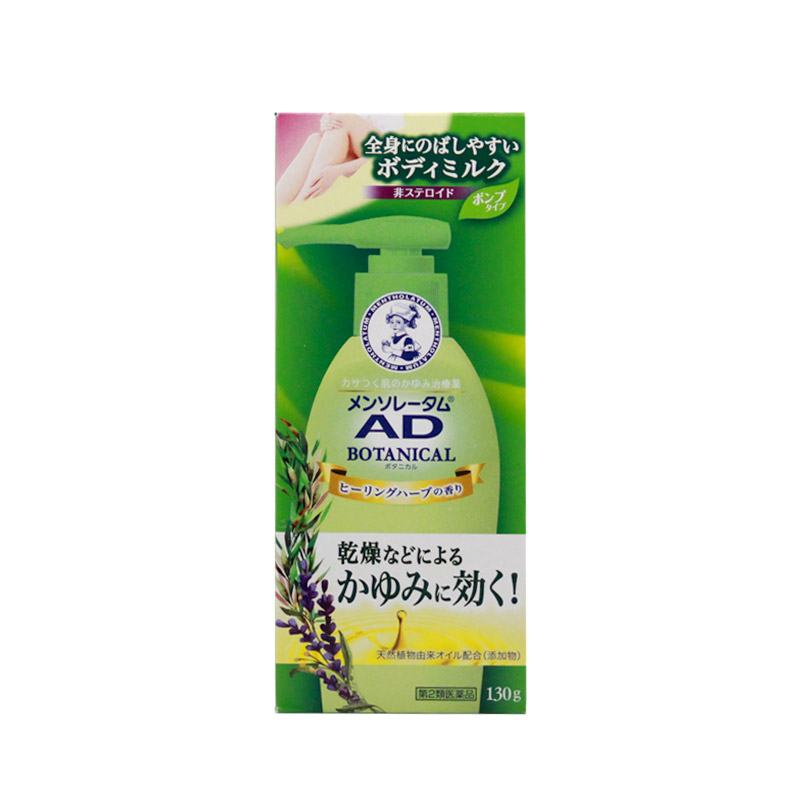 全身にのばしやすい
ボディミルク
非ステロイド
ポンプ
タイプ
MENTHOLATUM・MENTHOLATUM・MENTHOLATUM
カサつく肌のかゆみ治療薬
メンソレータム®
AD
BOTANICAL
ボタニカル
ヒーリングハーブの香り
乾燥などによる
かゆみに効く!
天然植物由来オイル配合(添加物)
第2類医薬品 130g